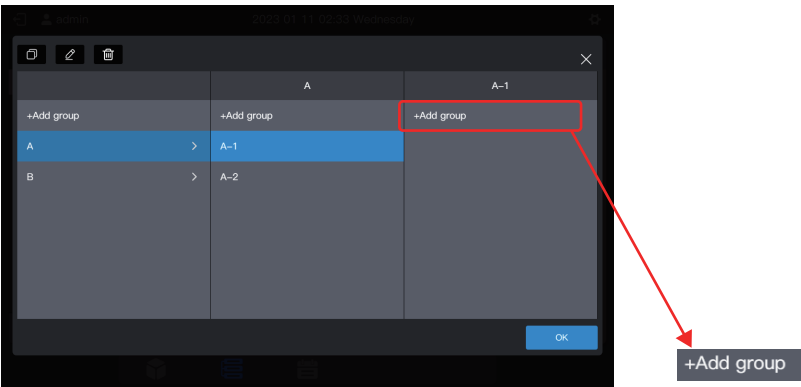 admin 2023-01-11 02:33 Wednesday
A A-1
+Add group +Add group +Add group
A A-1
B A-2
OK
+Add group